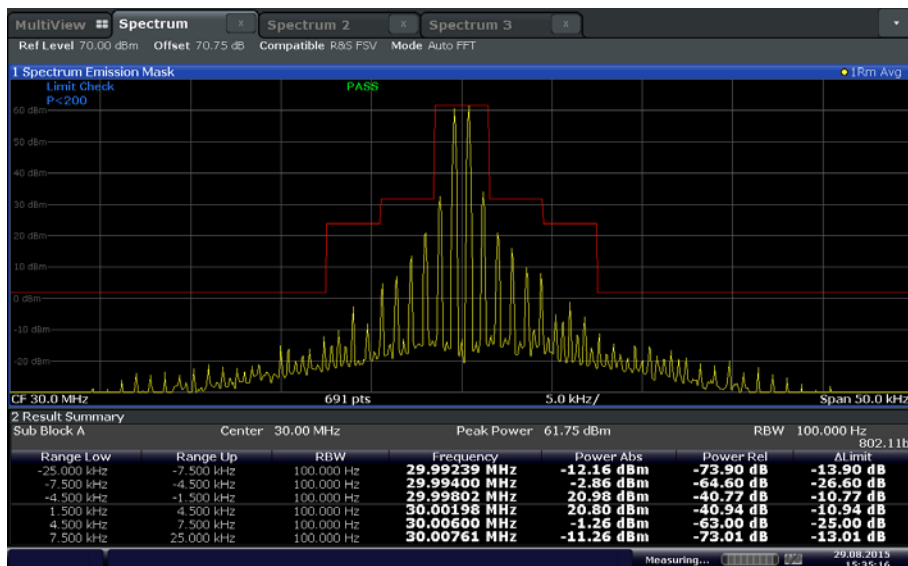 MultiView Spectrum x Spectrum 2 x Spectrum 3 x
Ref Level 70.00 dBm Offset 70.75 dB Compatible R&S FSV Mode Auto FFT
1 Spectrum Emission Mask 1Rm Avg
Limit Check PASS
P<200
60 dBm
50 dBm
40 dBm
30 dBm
20 dBm
10 dBm
0 dBm
-10 dBm
-20 dBm
CF 30.0 MHz 691 pts 5.0 kHz/ Span 50.0 kHz
2 Result Summary
Sub Block A Center 30.00 MHz Peak Power 61.75 dBm RBW 100.000 Hz
802.11b
Range Low Range Up RBW Frequency Power Abs Power Rel ΔLimit
-25.000 kHz -7.500 kHz 100.000 Hz 29.99239 MHz -12.16 dBm -73.90 dB -13.90 dB
-7.500 kHz -4.500 kHz 100.000 Hz 29.99400 MHz -2.86 dBm -64.60 dB -26.60 dB
-4.500 kHz -1.500 kHz 100.000 Hz 29.99802 MHz 20.98 dBm -40.77 dB -10.77 dB
1.500 kHz 4.500 kHz 100.000 Hz 30.00198 MHz 20.80 dBm -40.94 dB -10.94 dB
4.500 kHz 7.500 kHz 100.000 Hz 30.00600 MHz -1.26 dBm -63.00 dB -25.00 dB
7.500 kHz 25.000 kHz 100.000 Hz 30.00761 MHz -11.26 dBm -73.01 dB -13.01 dB
Measuring... 29.08.2015
15:35:16